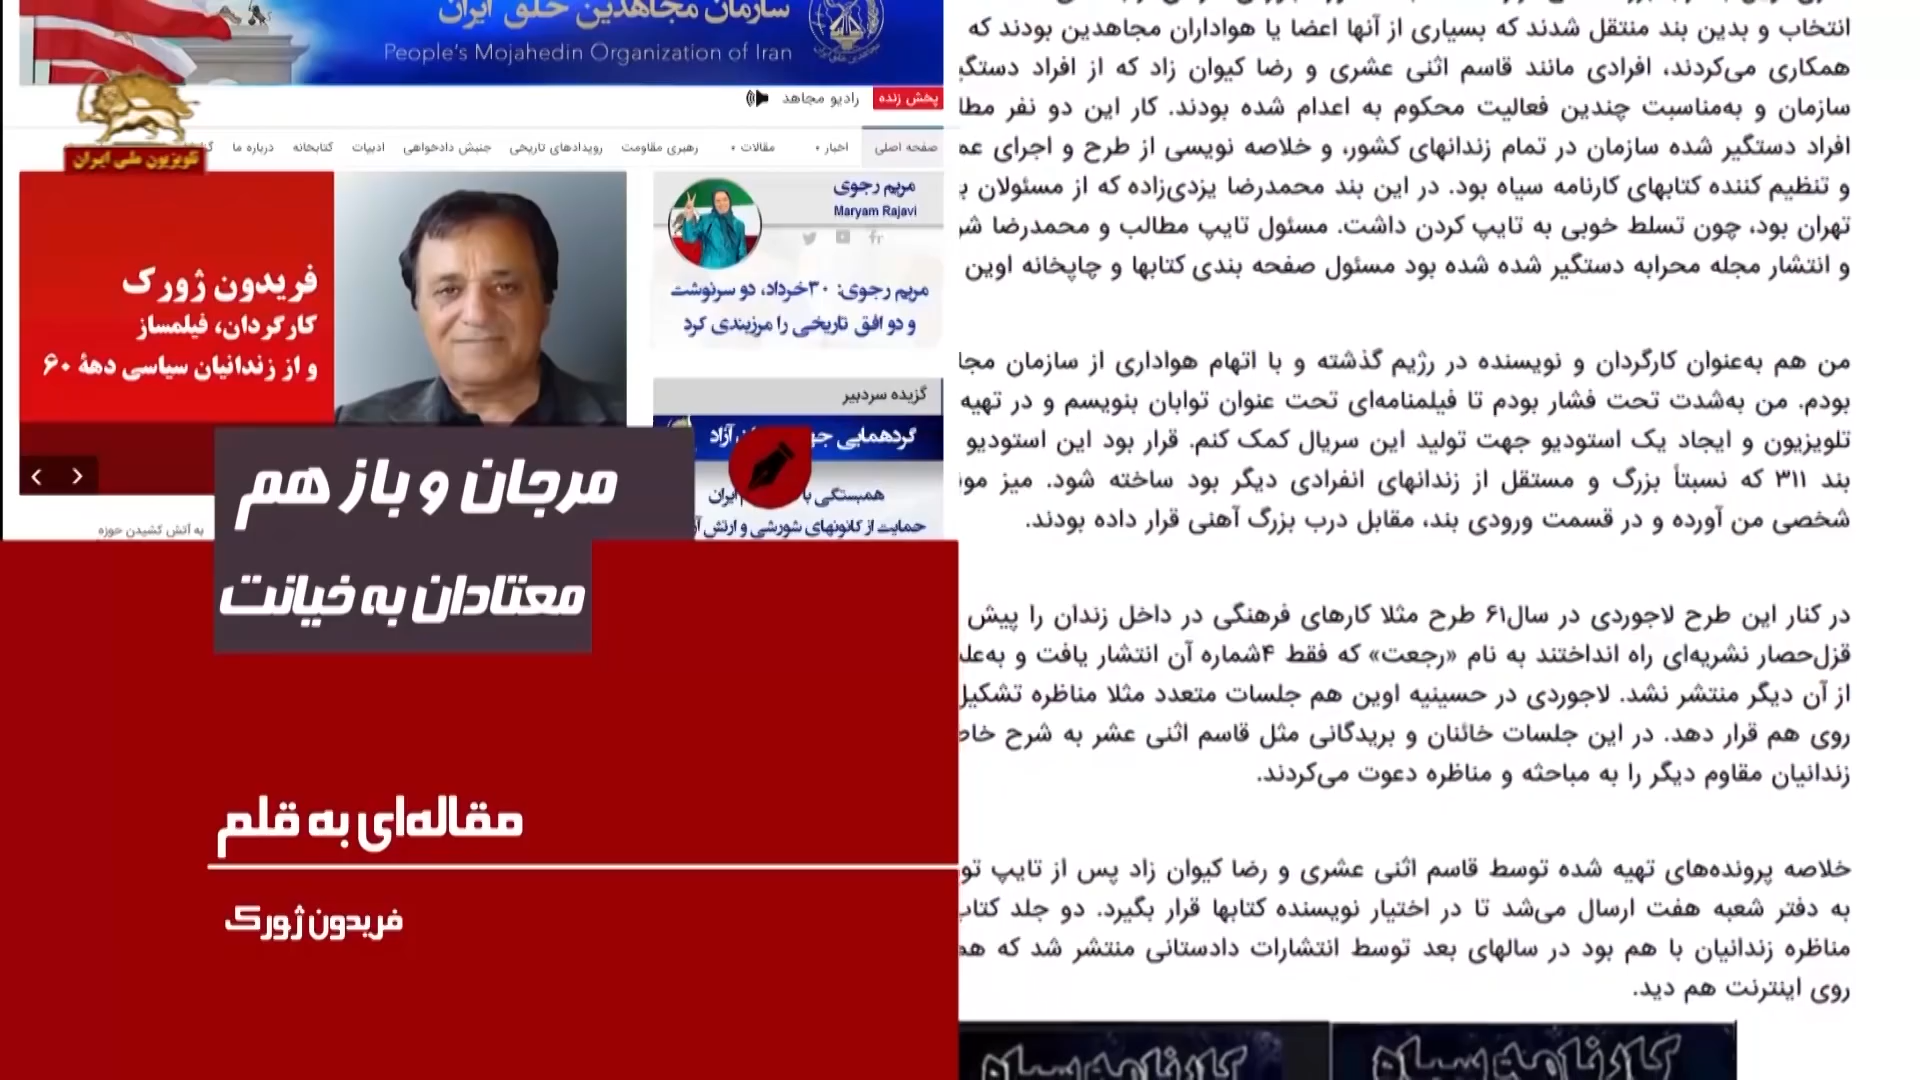 سازمان مجاهدین خلق ایران
People's Mojahedin Organization of Iran
پخش زنده
رادیو مجاهد
تلویزیون ملی ایران
صفحه اصلی
اخبار
مقالات
رهبری مقاومت
رویدادهای تاریخی
جنبش دادخواهی
ادبیات
کتابخانه
درباره ما
فریدون ژورک
کارگردان، فیلمساز
و از زندانیان سیاسی دههٔ ۶۰
مریم رجوی
Maryam Rajavi
مریم رجوی: ۳۰خرداد، دو سرنوشت
و دو افق تاریخی را مرزبندی کرد
گزیده سردبیر
گردهمایی
آزاد
همبستگی
ایران
حمایت از کانونهای شورشی و ارتش
به آتش کشیدن حوزه
مرجان و باز هم
معتادان به خیانت
مقاله‌ای به قلم
فریدون ژورک
انتخاب و بدین بند منتقل شدند که بسیاری از آنها اعضا یا هواداران مجاهدین بودند که
همکاری می‌کردند، افرادی مانند قاسم اثنی عشری و رضا کیوان زاد که از افراد
سازمان و به‌مناسبت چندین فعالیت محکوم به اعدام شده بودند. کار این دو نفر
افراد دستگیر شده سازمان در تمام زندانهای کشور، و خلاصه نویسی از طرح و اجرای
و تنظیم کننده کتابهای کارنامه سیاه بود. در این بند محمدرضا یزدی‌زاده که از مسئولان
تهران بود، چون تسلط خوبی به تایپ کردن داشت. مسئول تایپ مطالب و محمدرضا
و انتشار مجله محرابه دستگیر شده شده بود مسئول صفحه بندی کتابها و چاپخانه اوین
من هم به‌عنوان کارگردان و نویسنده در رژیم گذشته و با اتهام هواداری از سازمان
بودم. من به‌شدت تحت فشار بودم تا فیلمنامه‌ای تحت عنوان توابان بنویسم و در تهیه
تلویزیون و ایجاد یک استودیو جهت تولید این سریال کمک کنم. قرار بود این استودیو
بند ۳۱۱ که نسبتاً بزرگ و مستقل از زندانهای انفرادی دیگر بود ساخته شود. میز
شخصی من آورده و در قسمت ورودی بند، مقابل درب بزرگ آهنی قرار داده بودند.
در کنار این طرح لاجوردی در سال۶۱ طرح مثلا کارهای فرهنگی در داخل زندان را پیش
قزل‌حصار نشریه‌ای راه انداختند به نام «رجعت» که فقط ۴شماره آن انتشار یافت و
از آن دیگر منتشر نشد. لاجوردی در حسینیه اوین هم جلسات متعدد مثلا مناظره تشکیل
روی هم قرار دهد. در این جلسات خائنان و بریدگانی مثل قاسم اثنی عشر به شرح
زندانیان مقاوم دیگر را به مباحثه و مناظره دعوت می‌کردند.
خلاصه پرونده‌های تهیه شده توسط قاسم اثنی عشری و رضا کیوان زاد پس از تایپ
به دفتر شعبه هفت ارسال می‌شد تا در اختیار نویسنده کتابها قرار بگیرد. دو جلد
مناظره زندانیان با هم بود در سالهای بعد توسط انتشارات دادستانی منتشر شد که
روی اینترنت هم دید.
کارنامه سیاه
کارنامه سیاه